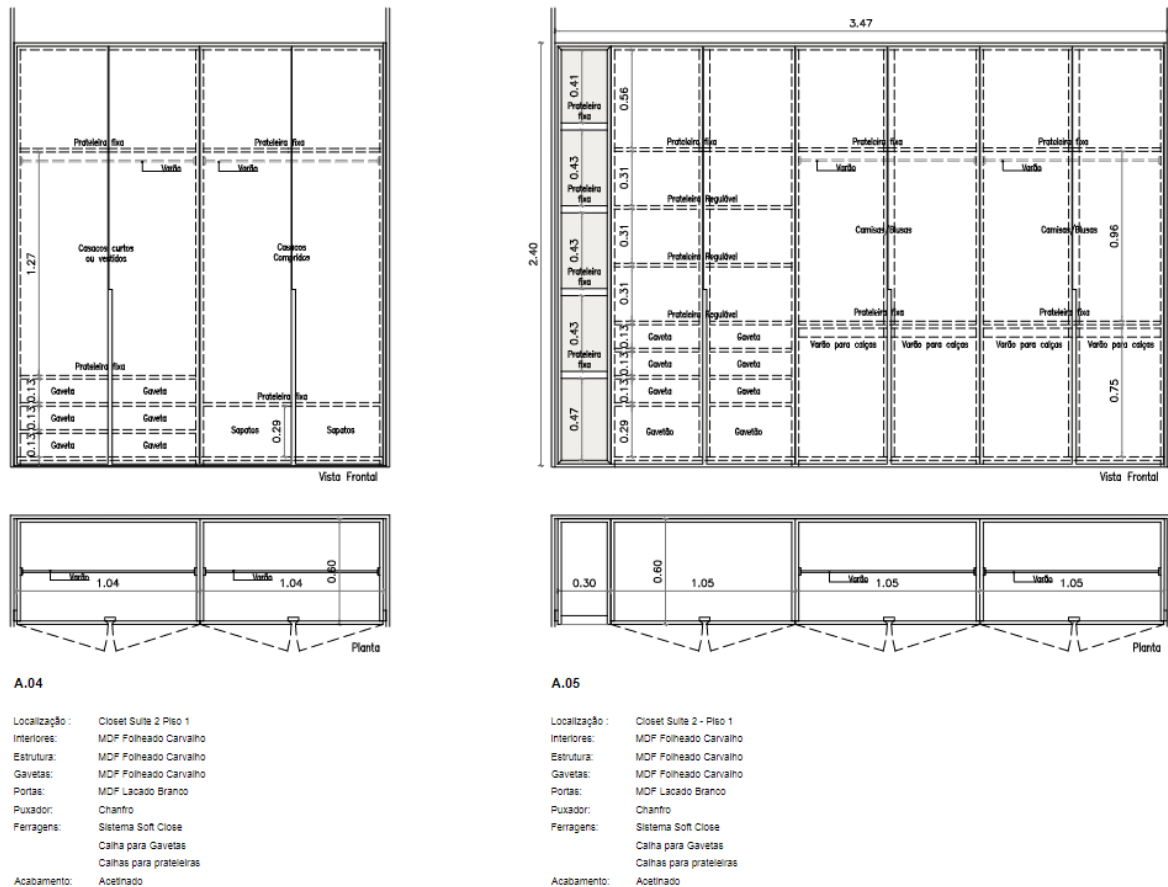 3.47
2.40
Prateleira fixa
Prateleira fixa
Varão
Varão
Casacos curtos
ou vestidos
Casacos
Compridos
1.27
Prateleira fixa
Prateleira fixa
0.13
0.13
0.13
Gaveta
Gaveta
Gaveta
Gaveta
Gaveta
Gaveta
Sapatos
0.29
Sapatos
Vista Frontal
0.41
Prateleira
fixa
0.43
Prateleira
fixa
0.43
Prateleira
fixa
0.43
Prateleira
fixa
0.47
0.56
0.31
0.31
0.31
0.13
0.13
0.13
0.29
Prateleira fixa
Prateleira Regulável
Prateleira Regulável
Prateleira Regulável
Gaveta
Gaveta
Gaveta
Gaveta
Gaveta
Gaveta
Gavetão
Gavetão
Prateleira fixa
Prateleira fixa
Varão
Varão
Camisas/Blusas
Camisas/Blusas
0.96
Prateleira fixa
Prateleira fixa
Varão para calças
Varão para calças
Varão para calças
Varão para calças
0.75
Vista Frontal
Varão
1.04
Varão
1.04
0.60
Planta
0.30
0.60
1.05
Varão
1.05
Varão
1.05
Planta
A.04
Localização : Closet Suite 2 Piso 1
Interiores: MDF Folheado Carvalho
Estrutura: MDF Folheado Carvalho
Gavetas: MDF Folheado Carvalho
Portas: MDF Lacado Branco
Puxador: Chanfro
Ferragens: Sistema Soft Close
Calha para Gavetas
Calhas para prateleiras
Acabamento: Acetinado
A.05
Localização : Closet Suite 2 - Piso 1
Interiores: MDF Folheado Carvalho
Estrutura: MDF Folheado Carvalho
Gavetas: MDF Folheado Carvalho
Portas: MDF Lacado Branco
Puxador: Chanfro
Ferragens: Sistema Soft Close
Calha para Gavetas
Calhas para prateleiras
Acabamento: Acetinado